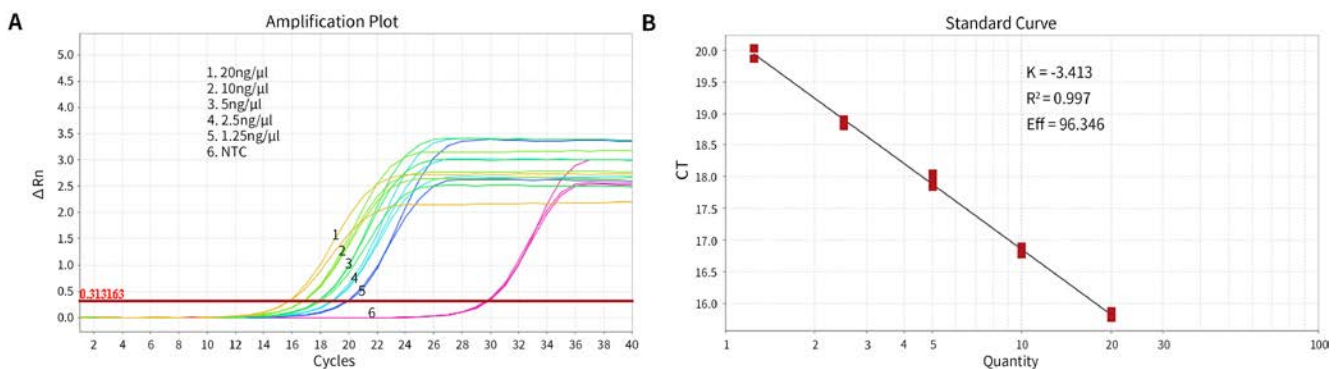 A
Amplification Plot
Δ Rn
5.0
4.5
4.0
3.5
3.0
2.5
2.0
1.5
1.0
0.5
0.0
1. 20ng/μl
2. 10ng/μl
3. 5ng/μl
4. 2.5ng/μl
5. 1.25ng/μl
6. NTC
1
2
3
4
5
6
0.313163
2 4 6 8 10 12 14 16 18 20 22 24 26 28 30 32 34 36 38 40
Cycles
B
Standard Curve
CT
20.0
19.5
19.0
18.5
18.0
17.5
17.0
16.5
16.0
K = -3.413
R² = 0.997
Eff = 96.346
1 2 3 4 5 10 20 30 100
Quantity